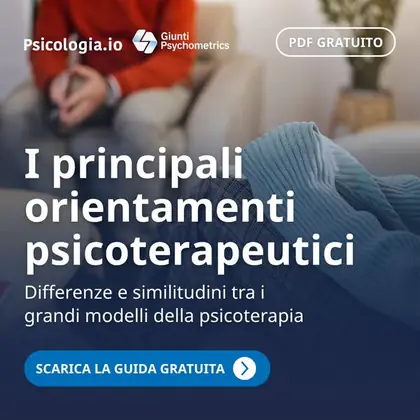 Psicologia.io
Giunti
Psychometrics
PDF GRATUITO
I principali
orientamenti
psicoterapeutici
Differenze e similitudini tra i
grandi modelli della psicoterapia
SCARICA LA GUIDA GRATUITA